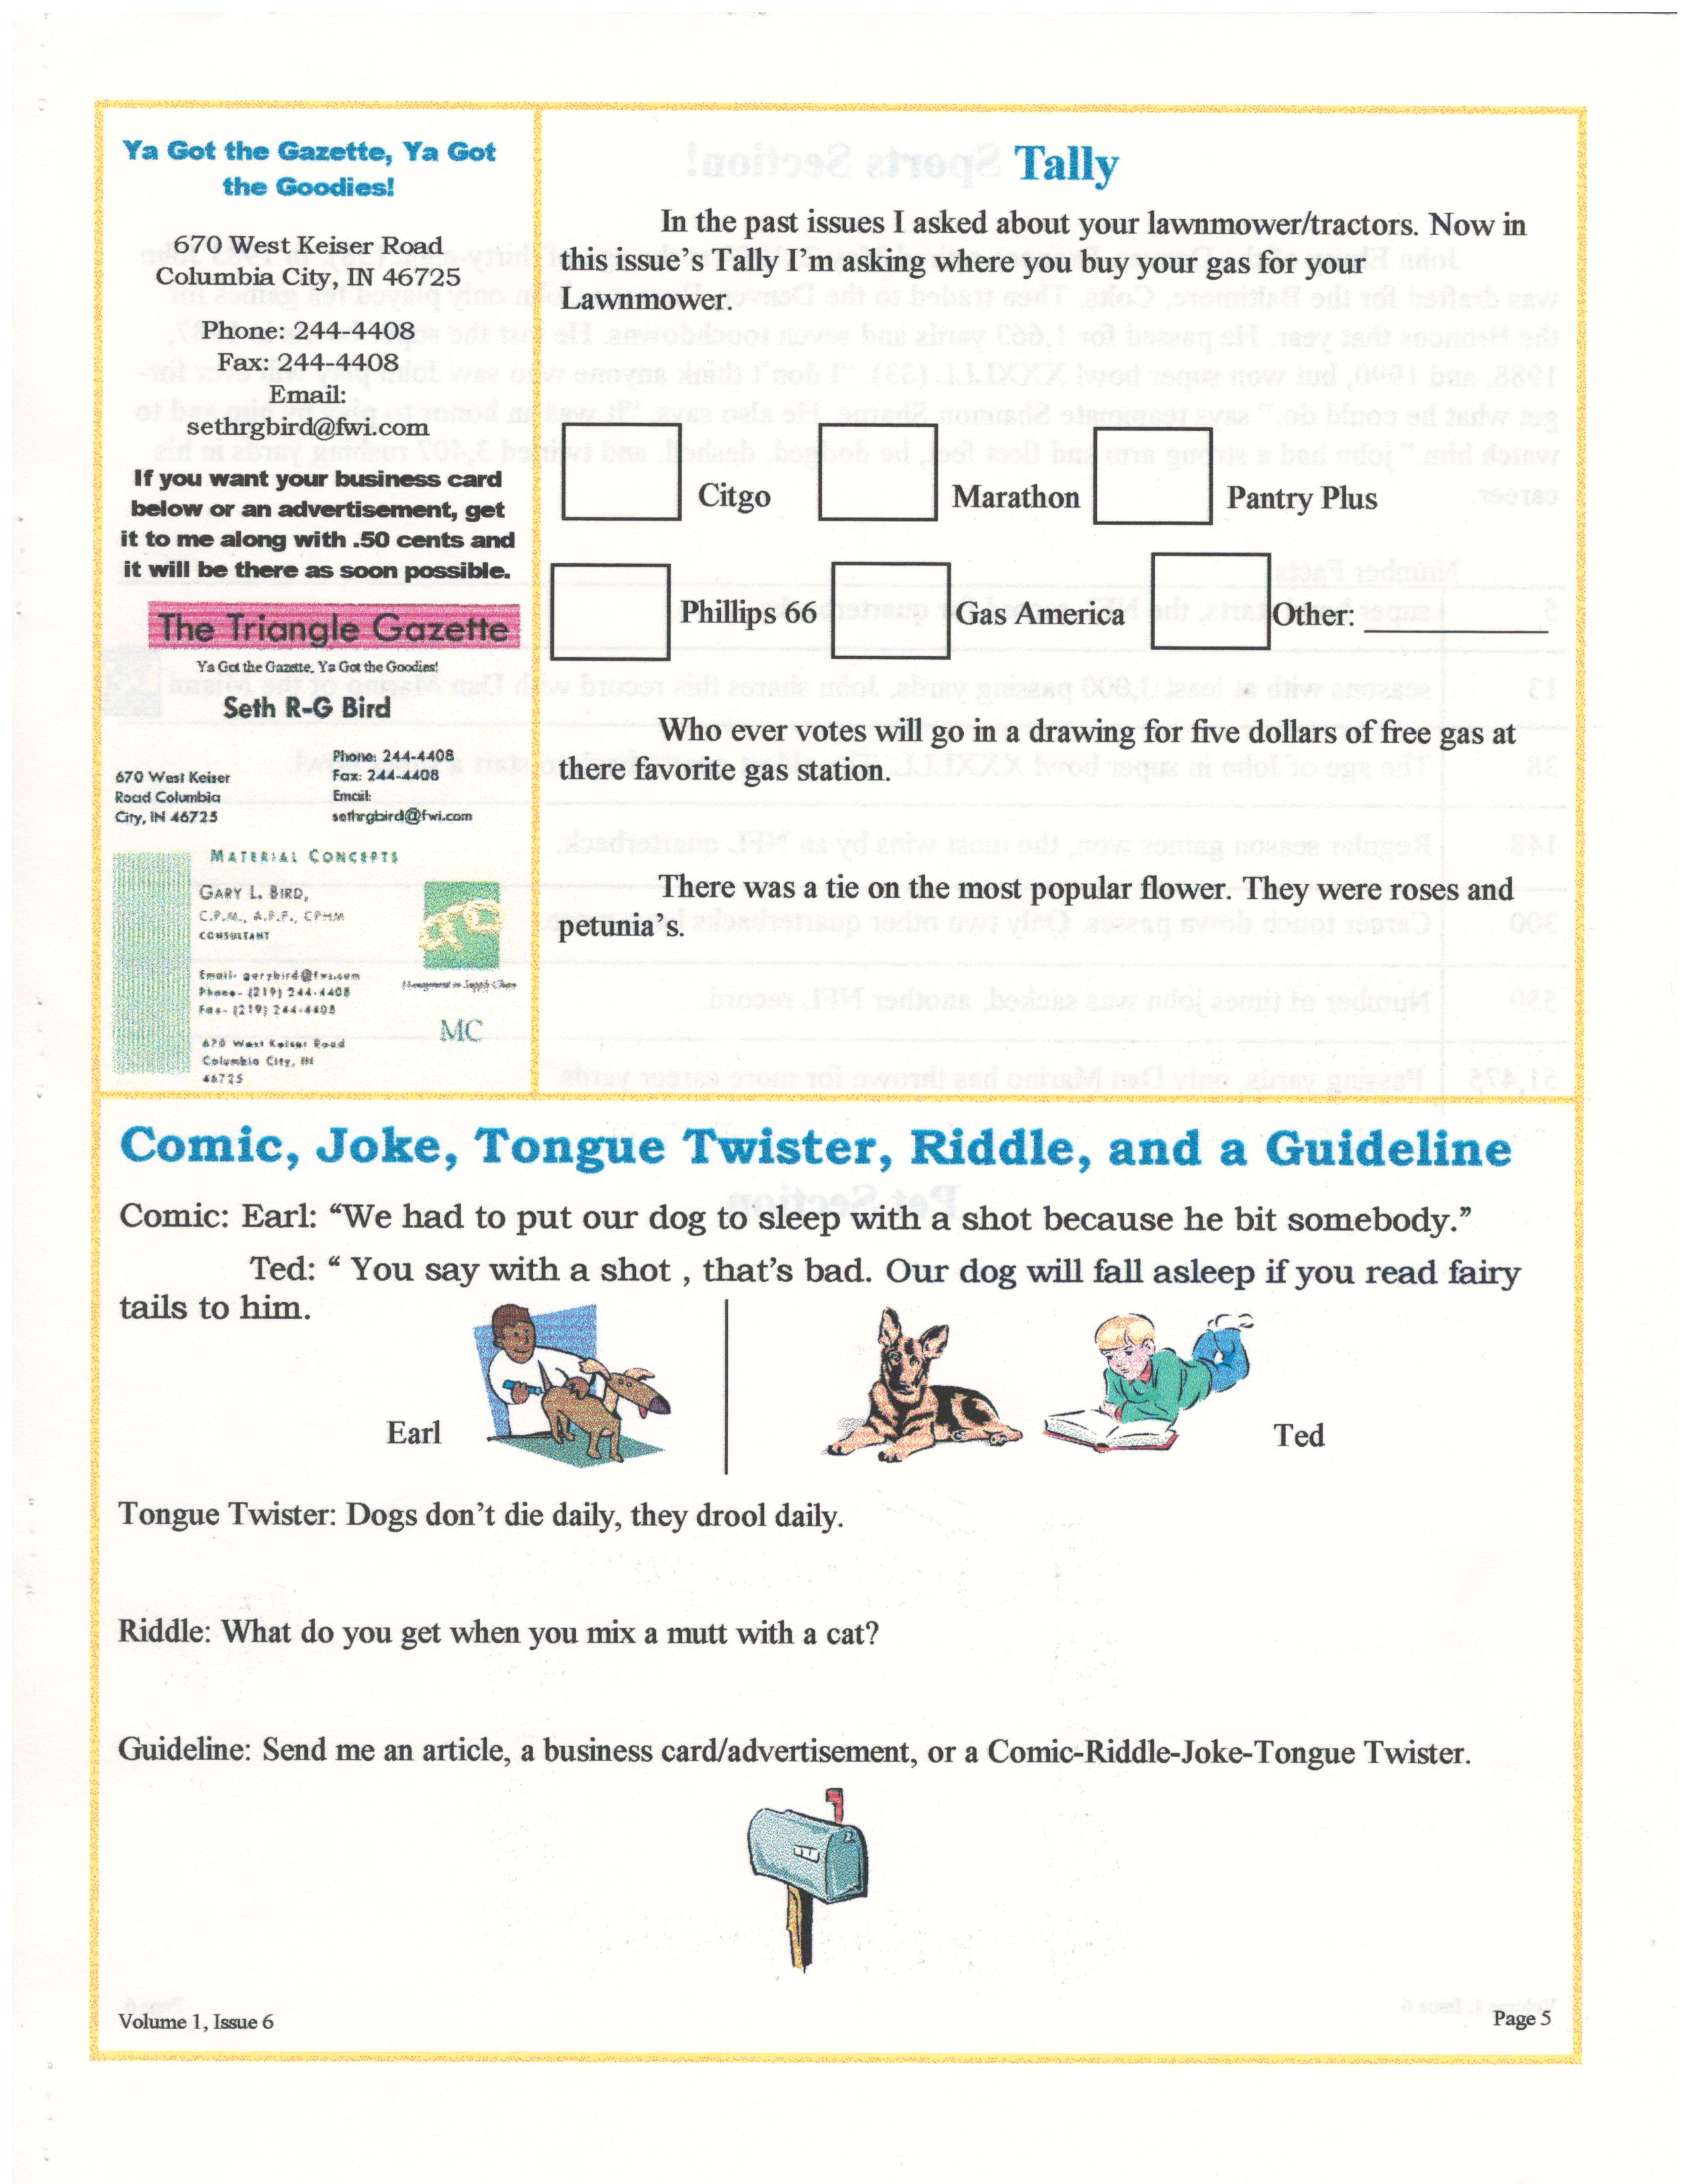 Ya Got the Gazette, Ya Got
the Goodies!
670 West Keiser Road
Columbia City, IN 46725
Phone: 244-4408
Fax: 244-4408
Email:
sethrgbird@fwi.com
If you want your business card
below or an advertisement, get
it to me along with .50 cents and
it will be there as soon possible.
The Triangle Gazette
Ya Got the Gazette, Ya Got the Goodies!
Seth R-G Bird
670 West Keiser
Road Columbia
City, IN 46725
Phone: 244-4408
Fax: 244-4408
Email:
sethrgbird@fwi.com
MATERIAL CONCEPTS
GARY L. BIRD,
C.P.M., A.P.P., CPHM
CONSULTANT
Email- garybird@fwi.com
Phone- (219) 244-4408
Fax- (219) 244-4408
670 West Keiser Road
Columbia City, IN
46725
Management in Supply Chain
MC
Tally
In the past issues I asked about your lawnmower/tractors. Now in
this issue's Tally I'm asking where you buy your gas for your
Lawnmower.
Citgo Marathon Pantry Plus
Phillips 66 Gas America Other: ____________
Who ever votes will go in a drawing for five dollars of free gas at
there favorite gas station.
There was a tie on the most popular flower. They were roses and
petunia's.
Comic, Joke, Tongue Twister, Riddle, and a Guideline
Comic: Earl: “We had to put our dog to sleep with a shot because he bit somebody.”
Ted: “ You say with a shot , that's bad. Our dog will fall asleep if you read fairy
tails to him.
Earl
Ted
Tongue Twister: Dogs don't die daily, they drool daily.
Riddle: What do you get when you mix a mutt with a cat?
Guideline: Send me an article, a business card/advertisement, or a Comic-Riddle-Joke-Tongue Twister.
Volume 1, Issue 6
Page 5